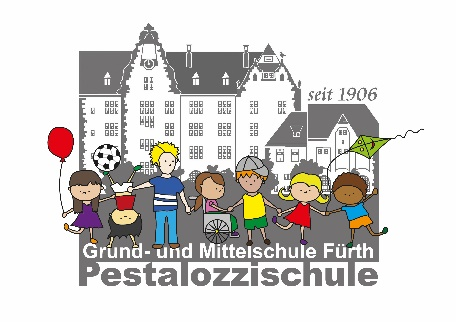 seit 1906
Grund- und Mittelschule Fürth
Pestalozzischule